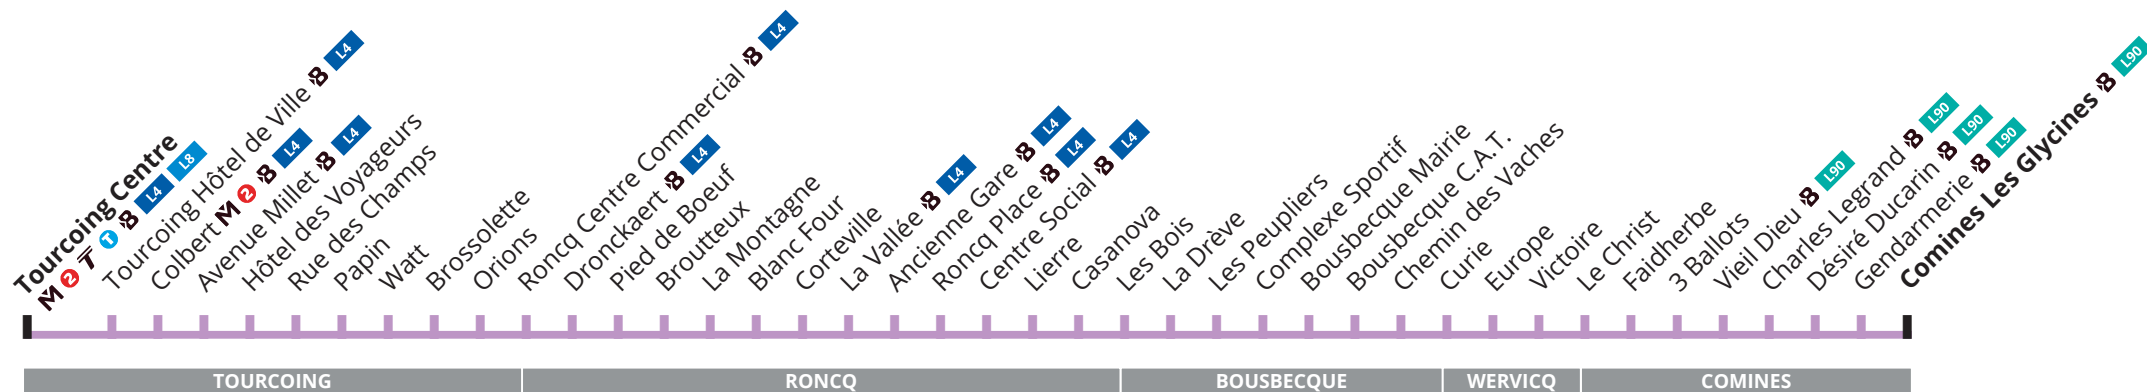 Tourcoing Centre
M 2 T T B L4 L8
Tourcoing Hôtel de Ville B L4
Colbert M 2 B L4
Avenue Millet B L4
Hôtel des Voyageurs
Rue des Champs
Papin
Watt
Brossolette
Orions
Roncq Centre Commercial B L4
Dronckaert B L4
Pied de Boeuf
Brutteux
La Montagne
Blanc Four
Corteville
La Vallée B L4
Ancienne Gare B L4
Roncq Place B L4
Centre Social B L4
Lierre
Casanova
Les Bois
La Drève
Les Peupliers
Complexe Sportif
Bousbecque Mairie
Bousbecque C.A.T.
Chemin des Vaches
Curie
Europe
Victoire
Le Christ
Faidherbe
3 Ballots
Vieil Dieu B L90
Charles Legrand B L90
Désiré Ducarin B L90
Gendarmerie B L90
Comines Les Glycines B L90
TOURCOING
RONCQ
BOUSBECQUE
WERVICQ
COMINES